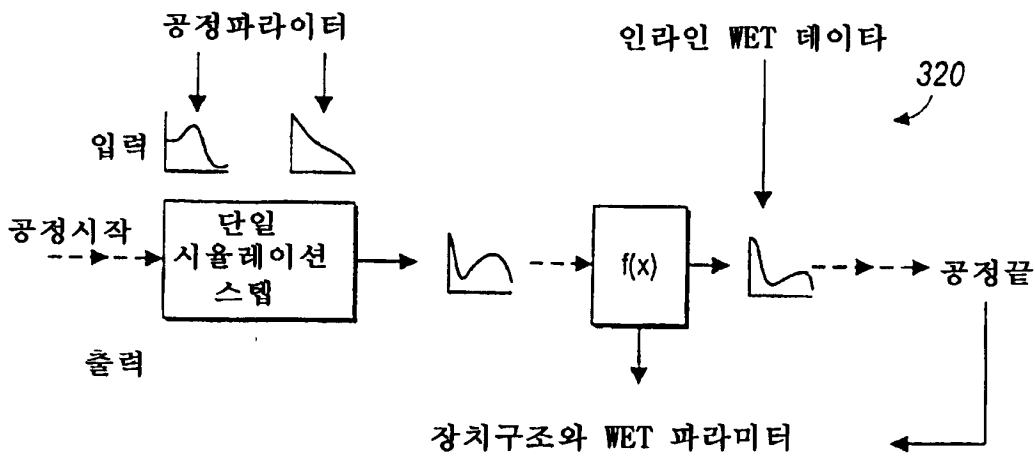 공정파라이터
인라인 WET 데이타
320
입력
공정시작
단일
시율레이션
스텝
f(x)
공정끝
출력
장치구조와 WET 파라미터